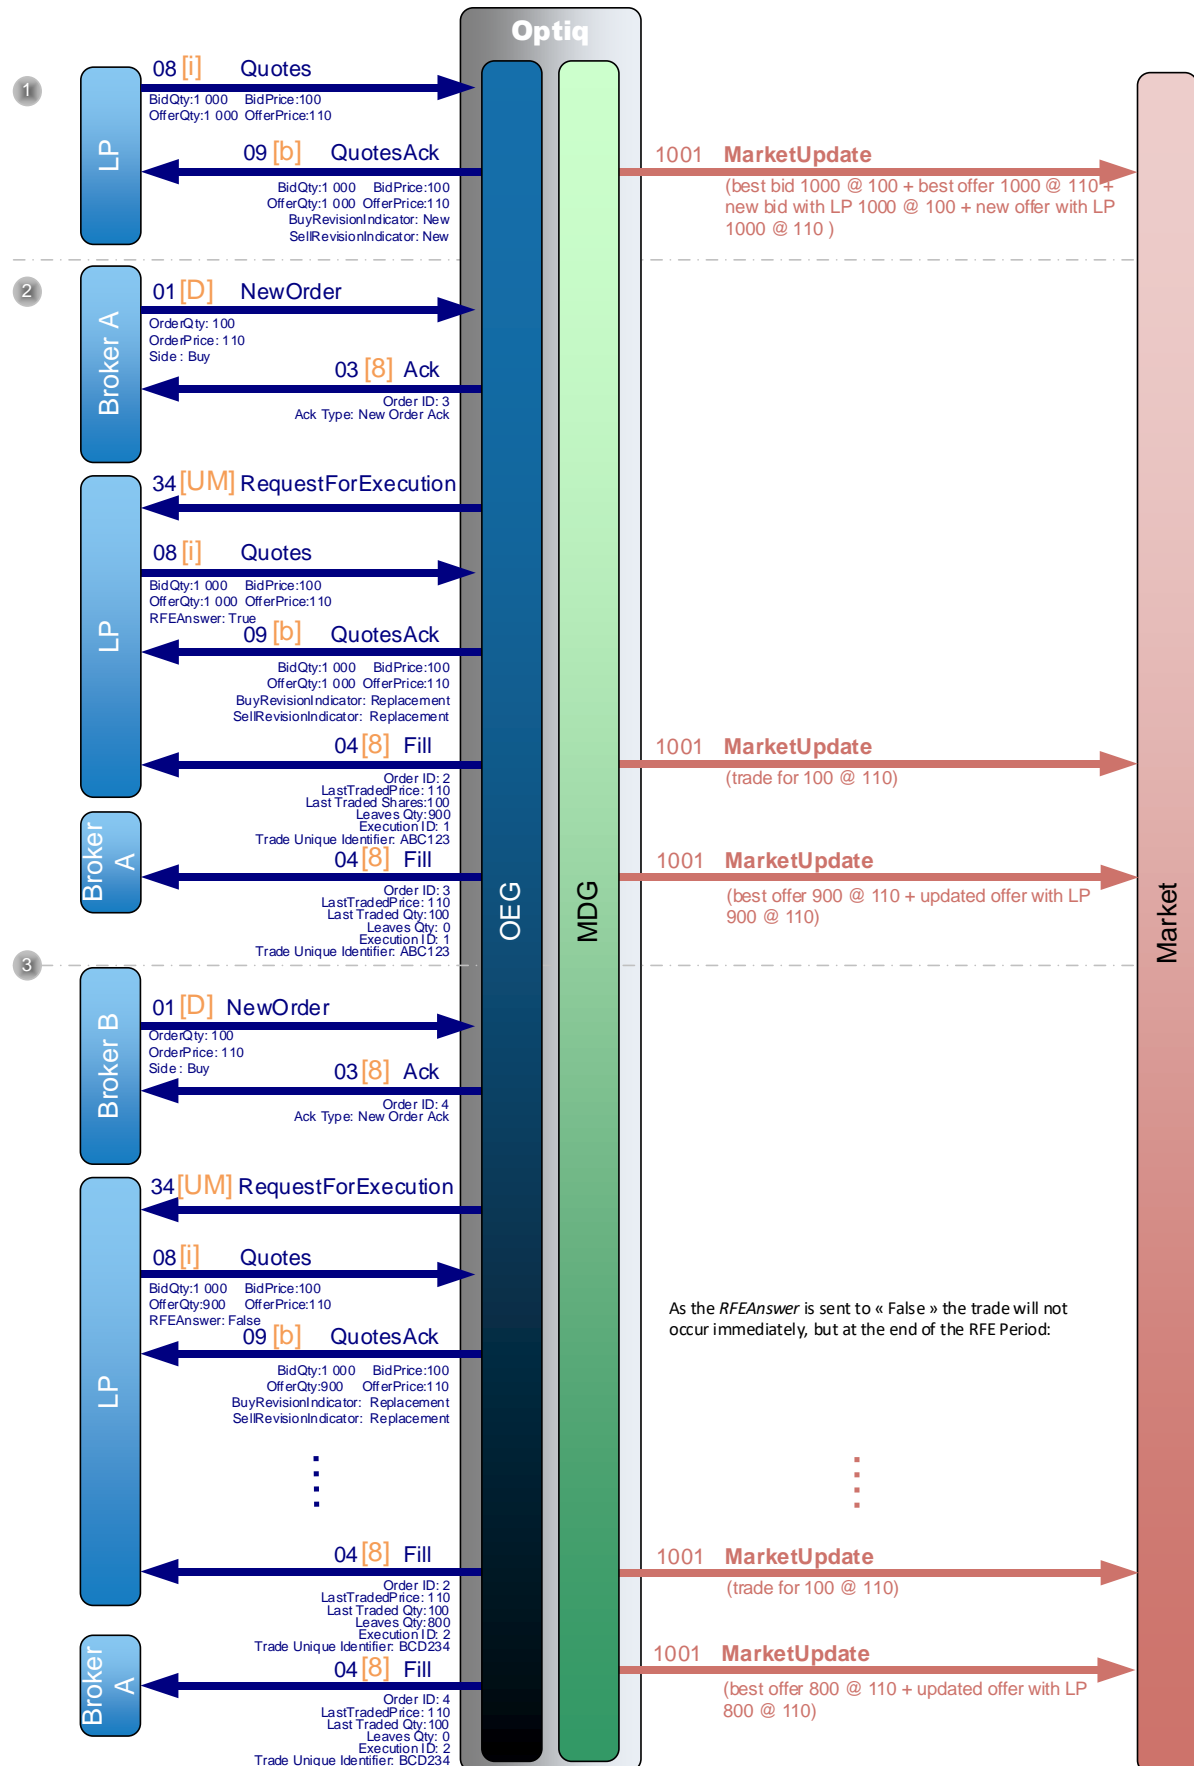 Optiq
1
LP
08 [i] Quotes
BidQty:1 000 BidPrice:100
OfferQty:1 000 OfferPrice:110
09 [b] QuotesAck
BidQty:1 000 BidPrice:100
OfferQty:1 000 OfferPrice:110
BuyRevisionIndicator: New
SellRevisionIndicator: New
1001 MarketUpdate
(best bid 1000 @ 100 + best offer 1000 @ 110 +
new bid with LP 1000 @ 100 + new offer with LP
1000 @ 110 )
2
Broker A
01 [D] NewOrder
OrderQty: 100
OrderPrice: 110
Side : Buy
03 [8] Ack
Order ID: 3
Ack Type: New Order Ack
LP
34 [UM] RequestForExecution
08 [i] Quotes
BidQty:1 000 BidPrice:100
OfferQty:1 000 OfferPrice:110
RFEAnswer: True
09 [b] QuotesAck
BidQty:1 000 BidPrice:100
OfferQty:1 000 OfferPrice:110
BuyRevisionIndicator: Replacement
SellRevisionIndicator: Replacement
04 [8] Fill
Order ID: 2
LastTradedPrice: 110
Last Traded Shares:100
Leaves Qty:900
Execution ID: 1
Trade Unique Identifier: ABC123
1001 MarketUpdate
(trade for 100 @ 110)
Broker
A
04 [8] Fill
Order ID: 3
LastTradedPrice: 110
Last Traded Qty:100
Leaves Qty: 0
Execution ID: 1
Trade Unique Identifier: ABC123
1001 MarketUpdate
(best offer 900 @ 110 + updated offer with LP
900 @ 110)
OEG
MDG
Market
3
Broker B
01 [D] NewOrder
OrderQty: 100
OrderPrice: 110
Side : Buy
03 [8] Ack
Order ID: 4
Ack Type: New Order Ack
LP
34 [UM] RequestForExecution
08 [i] Quotes
BidQty:1 000 BidPrice:100
OfferQty:900 OfferPrice:110
RFEAnswer: False
09 [b] QuotesAck
BidQty:1 000 BidPrice:100
OfferQty:900 OfferPrice:110
BuyRevisionIndicator: Replacement
SellRevisionIndicator: Replacement
As the RFEAnswer is sent to « False » the trade will not
occur immediately, but at the end of the RFE Period:
04 [8] Fill
Order ID: 2
LastTradedPrice: 110
Last Traded Qty:100
Leaves Qty:800
Execution ID: 2
Trade Unique Identifier: BCD234
1001 MarketUpdate
(trade for 100 @ 110)
Broker
A
04 [8] Fill
Order ID: 4
LastTradedPrice: 110
Last Traded Qty:100
Leaves Qty: 0
Execution ID: 2
Trade Unique Identifier: BCD234
1001 MarketUpdate
(best offer 800 @ 110 + updated offer with LP
800 @ 110)